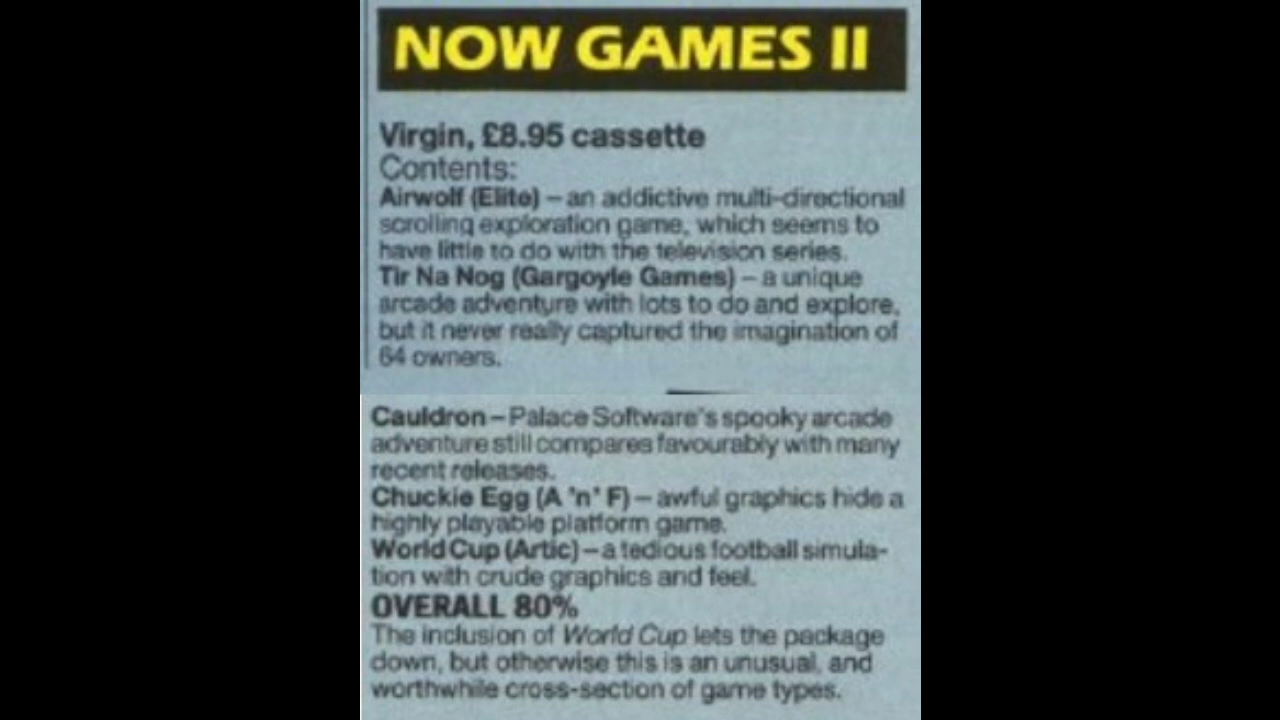 NOW GAMES II
Virgin, £8.95 cassette
Contents:
Airwolf (Elite) – an addictive multi-directional
scrolling exploration game, which seems to
have little to do with the television series.
Tir Na Nog (Gargoyle Games) – a unique
arcade adventure with lots to do and explore,
but it never really captured the imagination of
64 owners.
Cauldron – Palace Software's spooky arcade
adventure still compares favourably with many
recent releases.
Chuckie Egg (A 'n' F) – awful graphics hide a
highly playable platform game.
World Cup (Artic) – a tedious football simula-
tion with crude graphics and feel.
OVERALL 80%
The inclusion of World Cup lets the package
down, but otherwise this is an unusual, and
worthwhile cross-section of game types.